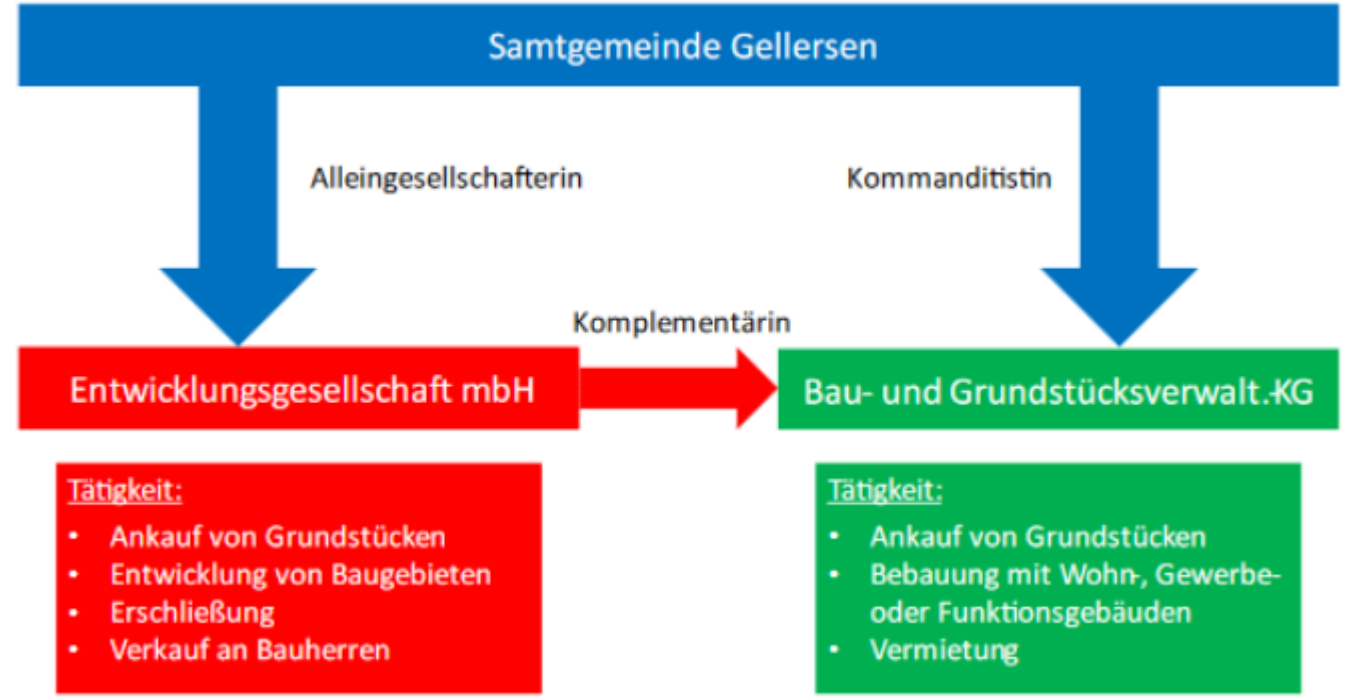 Samtgemeinde Gellersen
Alleingesellschafterin
Kommanditistin
Komplementärin
Entwicklungsgesellschaft mbH
Bau- und Grundstücksverwalt.-KG
Tätigkeit:
• Ankauf von Grundstücken
• Entwicklung von Baugebieten
• Erschließung
• Verkauf an Bauherren
Tätigkeit:
• Ankauf von Grundstücken
• Bebauung mit Wohn-, Gewerbe-
oder Funktionsgebäuden
• Vermietung